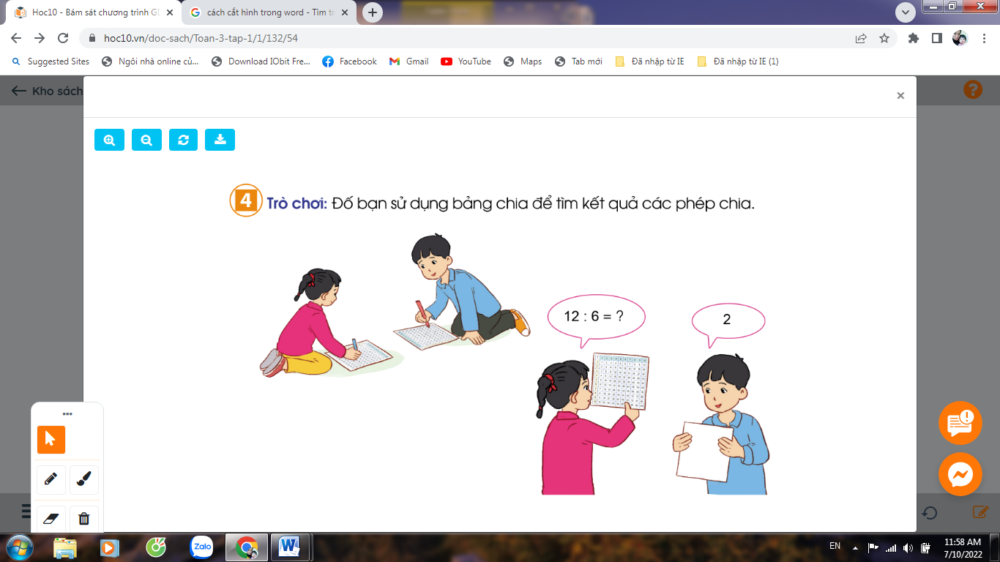 Hoc10 - Bám sát chương trình Gi
cách cắt hình trong word - Tìm tr
hoc10.vn/doc-sach/Toan-3-tap-1/1/132/54
Suggested Sites
Ngôi nhà online củ...
Download IObit Fre...
Facebook
Gmail
YouTube
Maps
Tab mới
Đã nhập từ IE
Đã nhập từ IE (1)
Kho sách
4 Trò chơi: Đố bạn sử dụng bảng chia để tìm kết quả các phép chia.
12 : 6 = ?
2
Zalo
EN
11:58 AM
7/10/2022